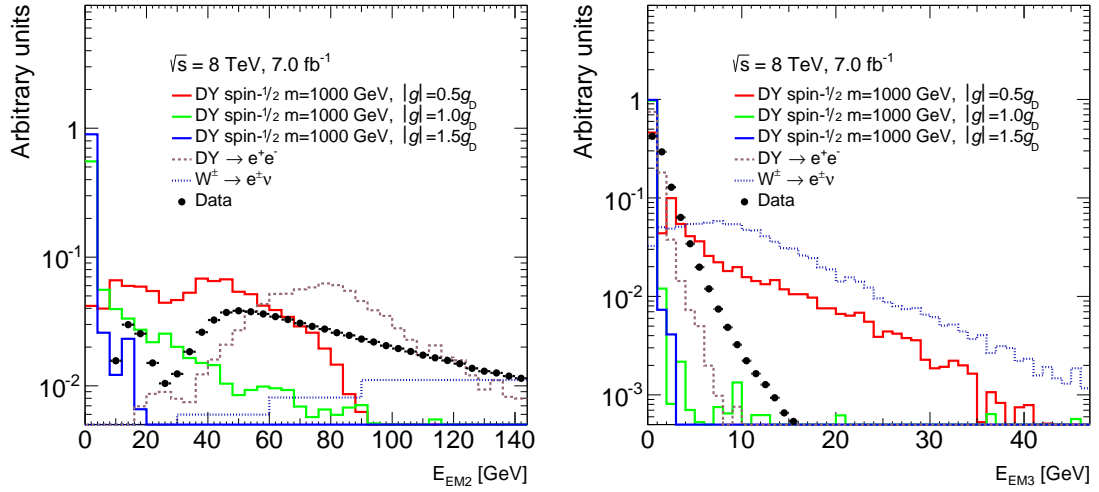 Arbitrary units
√s = 8 TeV, 7.0 fb⁻¹
DY spin-1/2 m=1000 GeV, |g|=0.5g_D
DY spin-1/2 m=1000 GeV, |g|=1.0g_D
DY spin-1/2 m=1000 GeV, |g|=1.5g_D
DY → e⁺e⁻
W± → e±ν
Data
1
10⁻¹
10⁻²
0 20 40 60 80 100 120 140
E_EM2 [GeV]
Arbitrary units
√s = 8 TeV, 7.0 fb⁻¹
DY spin-1/2 m=1000 GeV, |g|=0.5g_D
DY spin-1/2 m=1000 GeV, |g|=1.0g_D
DY spin-1/2 m=1000 GeV, |g|=1.5g_D
DY → e⁺e⁻
W± → e±ν
Data
1
10⁻¹
10⁻²
10⁻³
0 10 20 30 40
E_EM3 [GeV]